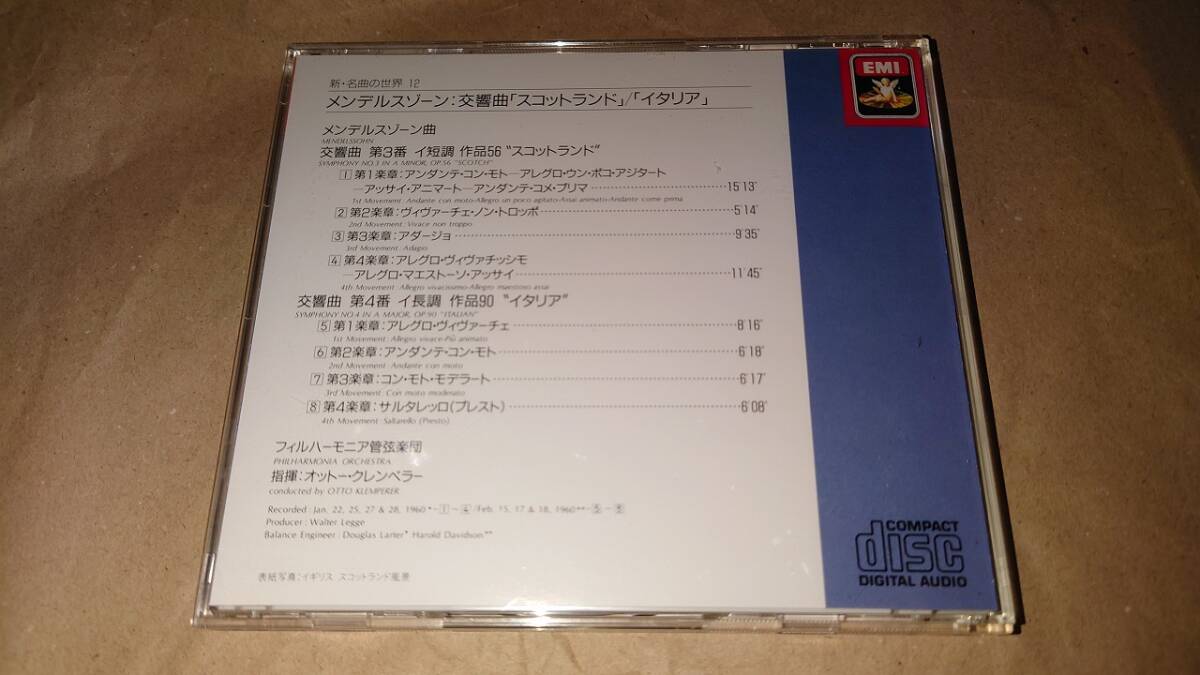 新・名曲の世界 12
メンデルスゾーン:交響曲「スコットランド」/「イタリア」
EMI
メンデルスゾーン曲
MENDELSSOHN
交響曲 第3番 イ短調 作品56 “スコットランド”
SYMPHONY NO.3 IN A MINOR, OP.56 "SCOTCH"
1 第1楽章:アンダンテ・コン・モト―アレグロ・ウン・ポコ・アジタート
―アッサイ・アニマート―アンダンテ・コメ・プリマ 15'13"
1st Movement: Andante con moto-Allegro un poco agitato-Assai animato-Andante come prima
2 第2楽章:ヴィヴァーチェ・ノン・トロッポ 5'14"
2nd Movement: Vivace non troppo
3 第3楽章:アダージョ 9'35"
3rd Movement: Adagio
4 第4楽章:アレグロ・ヴィヴァチッシモ
―アレグロ・マエストーソ・アッサイ 11'45"
4th Movement: Allegro vivacissimo-Allegro maestoso assai
交響曲 第4番 イ長調 作品90 “イタリア”
SYMPHONY NO.4 IN A MAJOR, OP.90 "ITALIAN"
5 第1楽章:アレグロ・ヴィヴァーチェ 8'16"
1st Movement: Allegro vivace-Più animato
6 第2楽章:アンダンテ・コン・モト 6'18"
2nd Movement: Andante con moto
7 第3楽章:コン・モト・モデラート 6'17"
3rd Movement: Con moto moderato
8 第4楽章:サルタレッロ(プレスト) 6'08"
4th Movement: Saltarello (Presto)
フィルハーモニア管弦楽団
PHILHARMONIA ORCHESTRA
指揮:オットー・クレンペラー
conducted by OTTO KLEMPERER
Recorded: Jan. 22, 25, 27 & 28, 1960 *-1~4/Feb. 15, 17 & 18, 1960**-5~8
Producer: Walter Legge
Balance Engineer: Douglas Larter* Harold Davidson**
表紙写真:イギリス スコットランド風景
COMPACT
disc
DIGITAL AUDIO